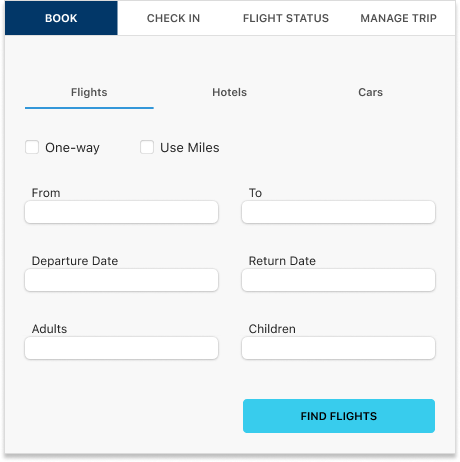 BOOK CHECK IN FLIGHT STATUS MANAGE TRIP
Flights Hotels Cars
One-way Use Miles
From To
Departure Date Return Date
Adults Children
FIND FLIGHTS